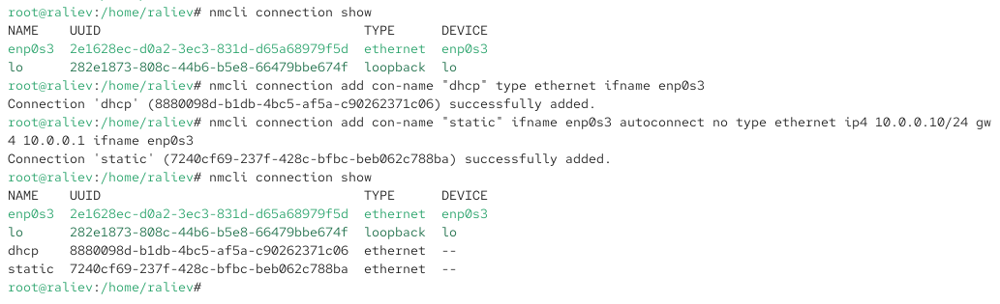 root@raliev:/home/raliev# nmcli connection show
NAME    UUID                                  TYPE      DEVICE
enp0s3  2e1628ec-d0a2-3ec3-831d-d65a68979f5d  ethernet  enp0s3
lo      282e1873-808c-44b6-b5e8-66479bbe674f  loopback  lo
root@raliev:/home/raliev# nmcli connection add con-name "dhcp" type ethernet ifname enp0s3
Connection 'dhcp' (8880098d-b1db-4bc5-af5a-c90262371c06) successfully added.
root@raliev:/home/raliev# nmcli connection add con-name "static" ifname enp0s3 autoconnect no type ethernet ip4 10.0.0.10/24 gw
4 10.0.0.1 ifname enp0s3
Connection 'static' (7240cf69-237f-428c-bfbc-beb062c788ba) successfully added.
root@raliev:/home/raliev# nmcli connection show
NAME    UUID                                  TYPE      DEVICE
enp0s3  2e1628ec-d0a2-3ec3-831d-d65a68979f5d  ethernet  enp0s3
lo      282e1873-808c-44b6-b5e8-66479bbe674f  loopback  lo
dhcp    8880098d-b1db-4bc5-af5a-c90262371c06  ethernet  --
static  7240cf69-237f-428c-bfbc-beb062c788ba  ethernet  --
root@raliev:/home/raliev#